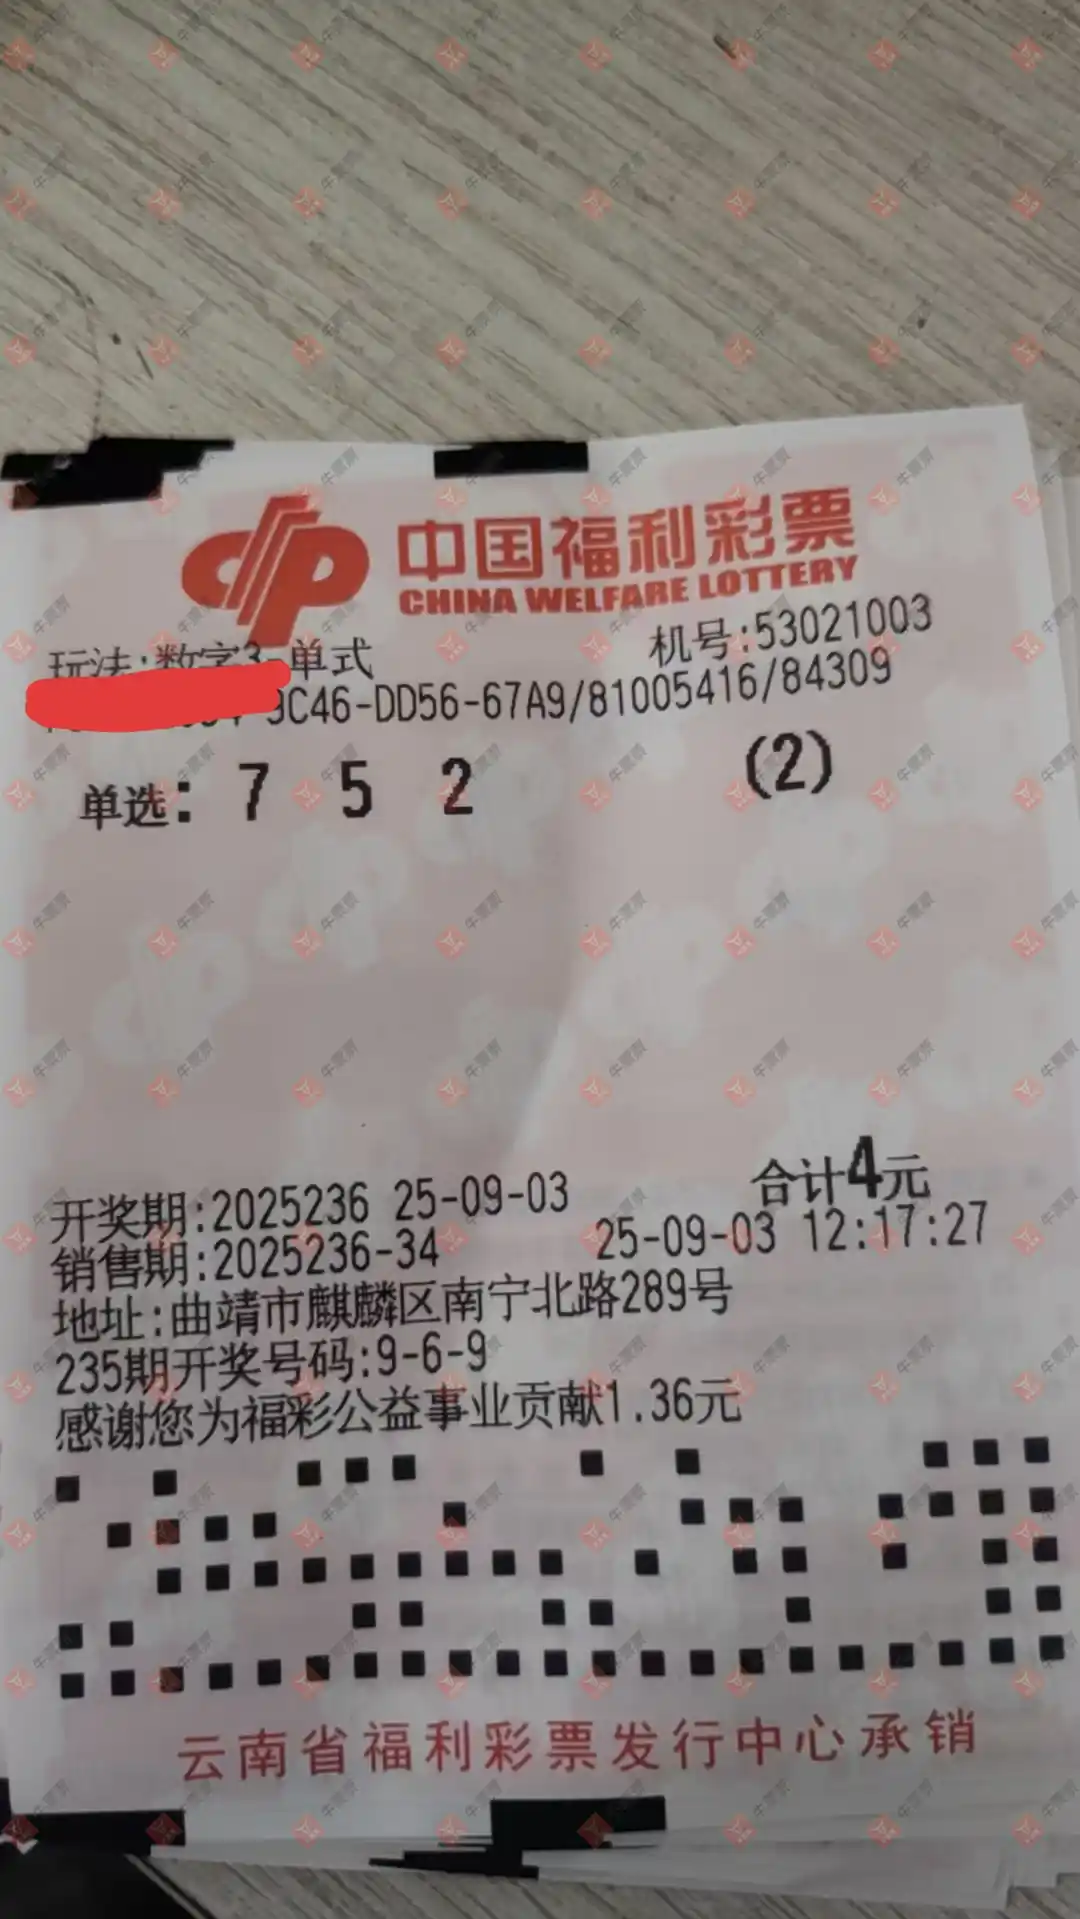 中国福利彩票
CHINA WELFARE LOTTERY
机号:53021003
玩法:数字3-单式
9C46-DD56-67A9/81005416/84309
单选: 7 5 2 (2)
合计4元
开奖期:2025236 25-09-03
销售期:2025236-34 25-09-03 12:17:27
地址:曲靖市麒麟区南宁北路289号
235期开奖号码:9-6-9
感谢您为福彩公益事业贡献1.36元
云南省福利彩票发行中心承销
牛票票